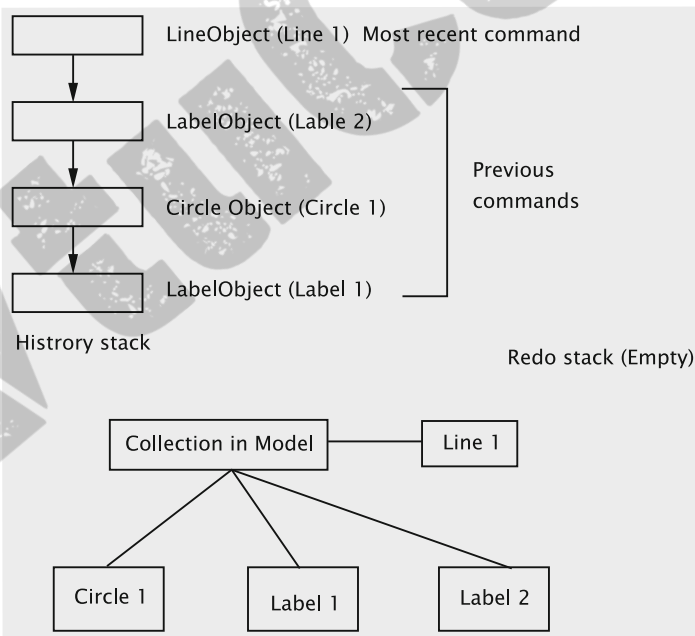 LineObject (Line 1) Most recent command
LabelObject (Lable 2)
Previous
commands
Circle Object (Circle 1)
LabelObject (Label 1)
Histrory stack
Redo stack (Empty)
Collection in Model
Line 1
Circle 1
Label 1
Label 2